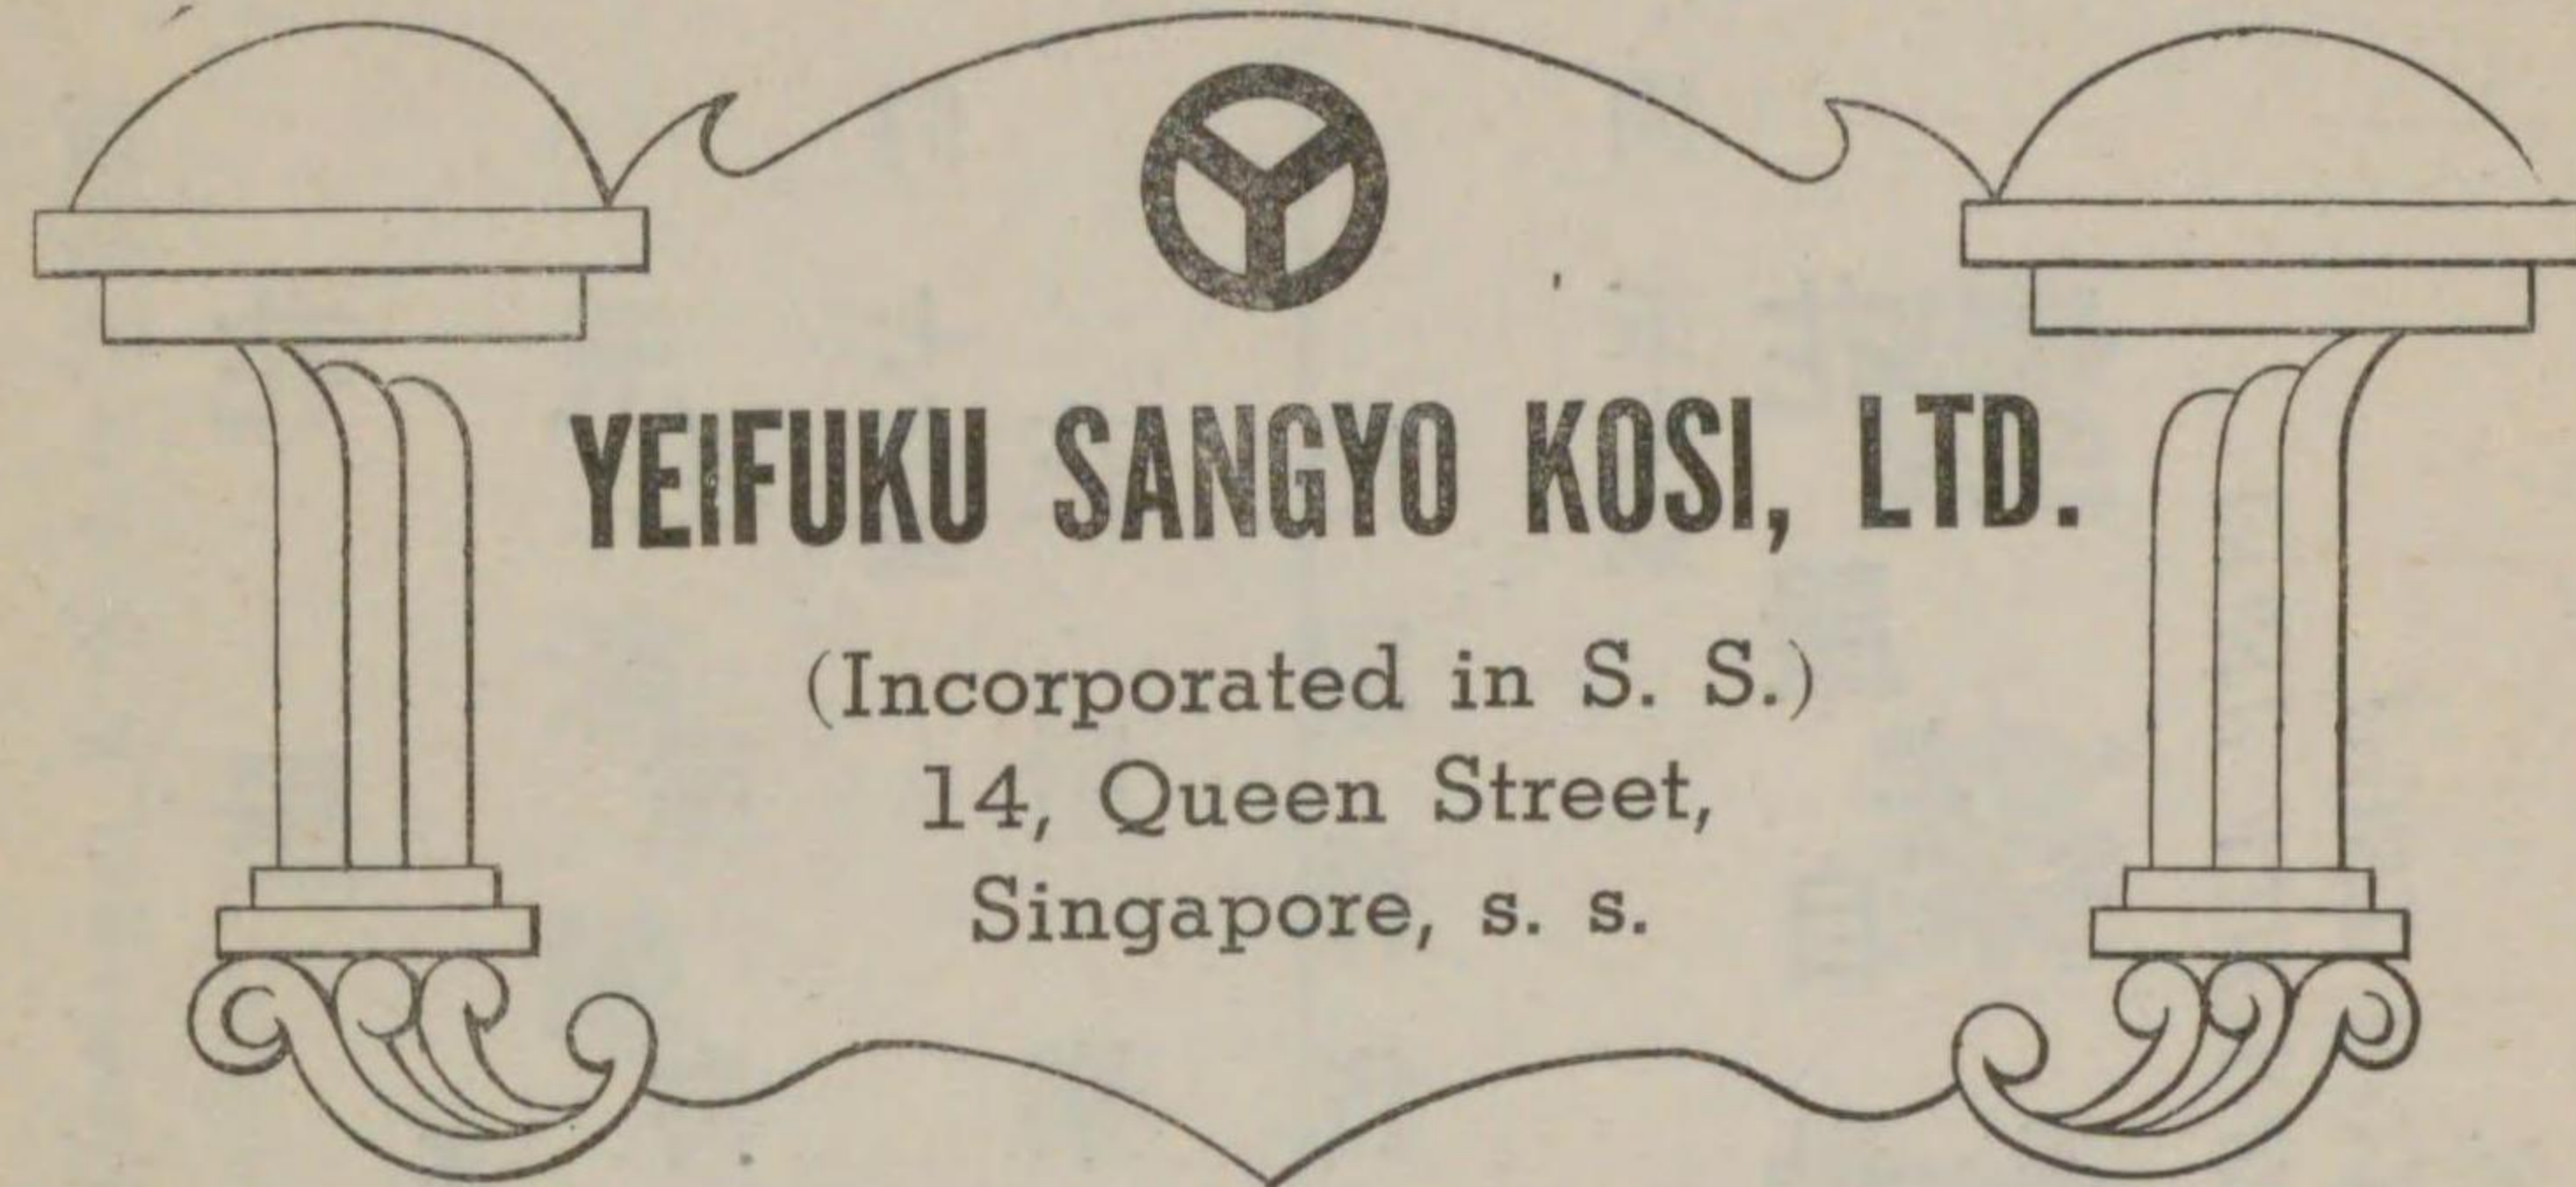 Y
YEIFUKU SANGYO KOSI, LTD.
(Incorporated in S. S.)
14, Queen Street,
Singapore, s. s.